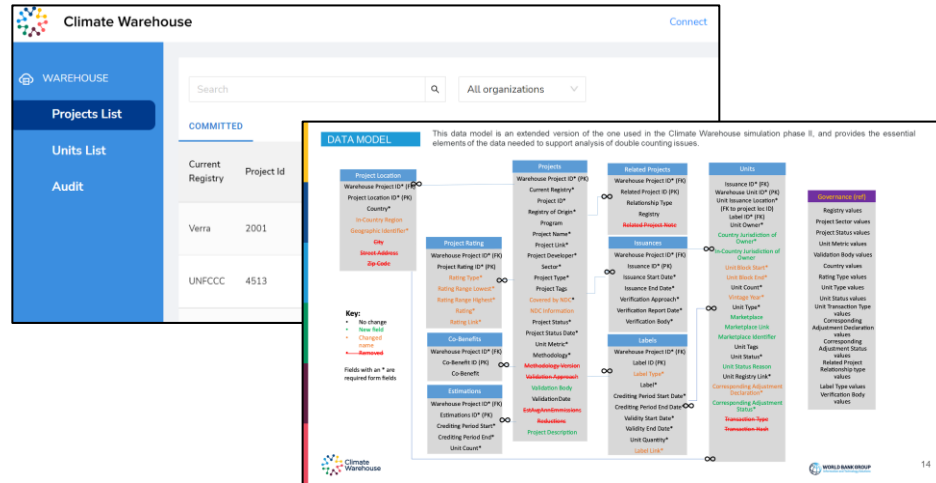 Climate Warehouse
Connect
WAREHOUSE
Projects List
Units List
Audit
Search
All organizations
COMMITTED
Current
Registry
Project Id
Verra
2001
UNFCCC
4513
DATA MODEL
This data model is an extended version of the one used in the Climate Warehouse simulation phase II, and provides the essential
elements of the data needed to support analysis of double counting issues.
Project Location
Warehouse Project ID* (FK)
Project Location ID* (PK)
Country*
In-Country Region
Geographic Identifier*
City
Street Address
Zip Code
Key:
No change
New field
Changed
name
Removed
Fields with an * are
required form fields
Project Rating
Warehouse Project ID* (FK)
Project Rating ID* (PK)
Rating Type*
Rating Range Lowest*
Rating Range Highest*
Rating*
Rating Link*
Co-Benefits
Warehouse Project ID* (FK)
Co-Benefit ID (PK)
Co-Benefit
Estimations
Warehouse Project ID* (FK)
Estimations ID* (PK)
Crediting Period Start*
Crediting Period End*
Unit Count*
Projects
Warehouse Project ID* (PK)
Current Registry*
Project ID*
Registry of Origin*
Program
Project Name*
Project Link*
Project Developer*
Sector*
Project Type*
Project Tags
Covered by NDC*
NDC Information
Project Status*
Project Status Date*
Unit Metric*
Methodology*
Methodology Version
Validation Approach
Validation Body
ValidationDate
EstAugAnnEmmissions
Reductions
Project Description
Related Projects
Warehouse Project ID* (FK)
Related Project ID (PK)
Relationship Type
Registry
Related Project Note
Issuances
Warehouse Project ID* (FK)
Issuance ID* (PK)
Issuance Start Date*
Issuance End Date*
Verification Approach*
Verification Report Date*
Verification Body*
Labels
Warehouse Project ID* (FK)
Label ID (PK)
Label Type*
Label*
Crediting Period Start Date*
Crediting Period End Date*
Validity Start Date*
Validity End Date*
Unit Quantity*
Label Link*
Units
Issuance ID* (FK)
Warehouse Unit ID* (PK)
Unit Issuance Location*
(FK to project loc ID)
Label ID* (FK)
Unit Owner*
Country Jurisdiction of
Owner*
In-Country Jurisdiction of
Owner
Unit Block Start*
Unit Block End*
Unit Count*
Vintage Year*
Unit Type*
Marketplace
Marketplace Link
Marketplace Identifier
Unit Tags
Unit Status*
Unit Status Reason
Unit Registry Link*
Corresponding Adjustment
Declaration*
Corresponding Adjustment
Status*
Transaction Type
Transaction Hash
Governance (ref)
Registry values
Project Sector values
Project Status values
Unit Metric values
Validation Body values
Country values
Rating Type values
Unit Type values
Unit Status values
Unit Transaction Type
values
Corresponding
Adjustment Declaration
values
Corresponding
Adjustment Status
values
Related Project
Relationship type
values
Label Type values
Verification Body
values
Climate
Warehouse
WORLD BANK GROUP
14